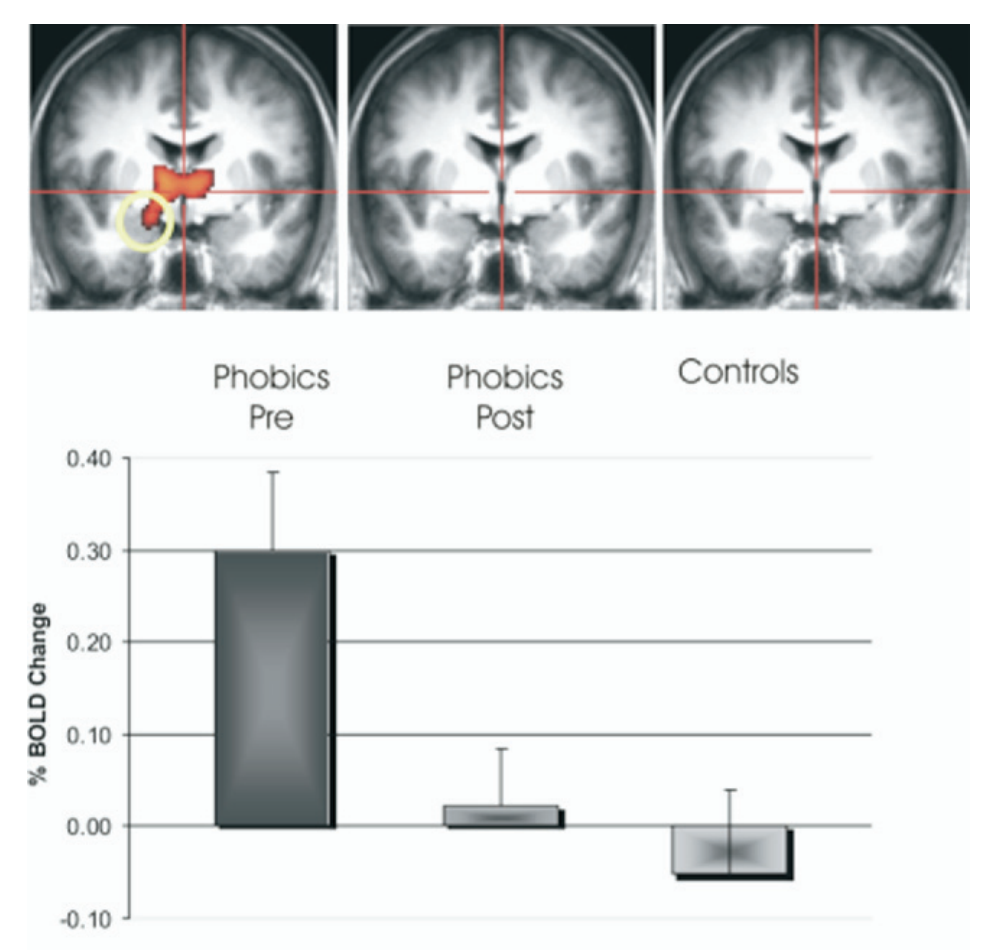 Phobics
Pre
Phobics
Post
Controls
0.40
0.30
0.20
0.10
0.00
-0.10
% BOLD Change